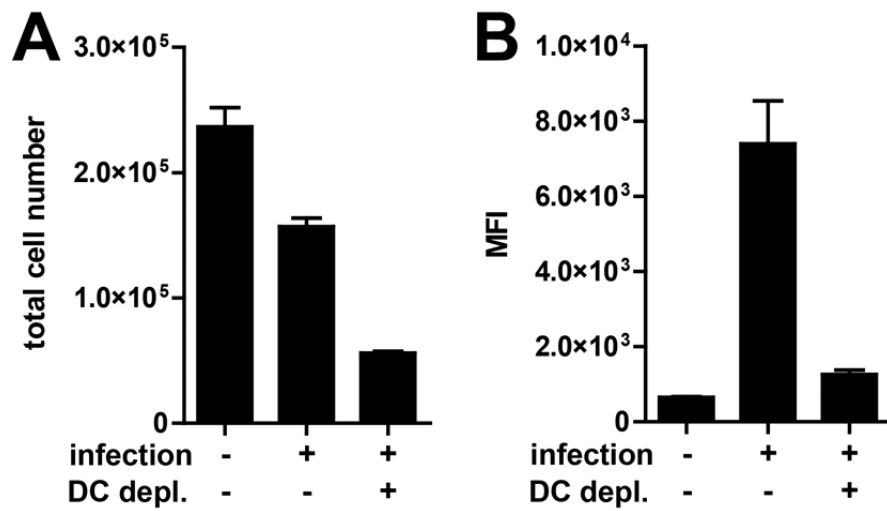 A
total cell number
3.0×10⁵
2.0×10⁵
1.0×10⁵
0
infection - + +
DC depl. - - +
B
MFI
1.0×10⁴
8.0×10³
6.0×10³
4.0×10³
2.0×10³
0
infection - + +
DC depl. - - +